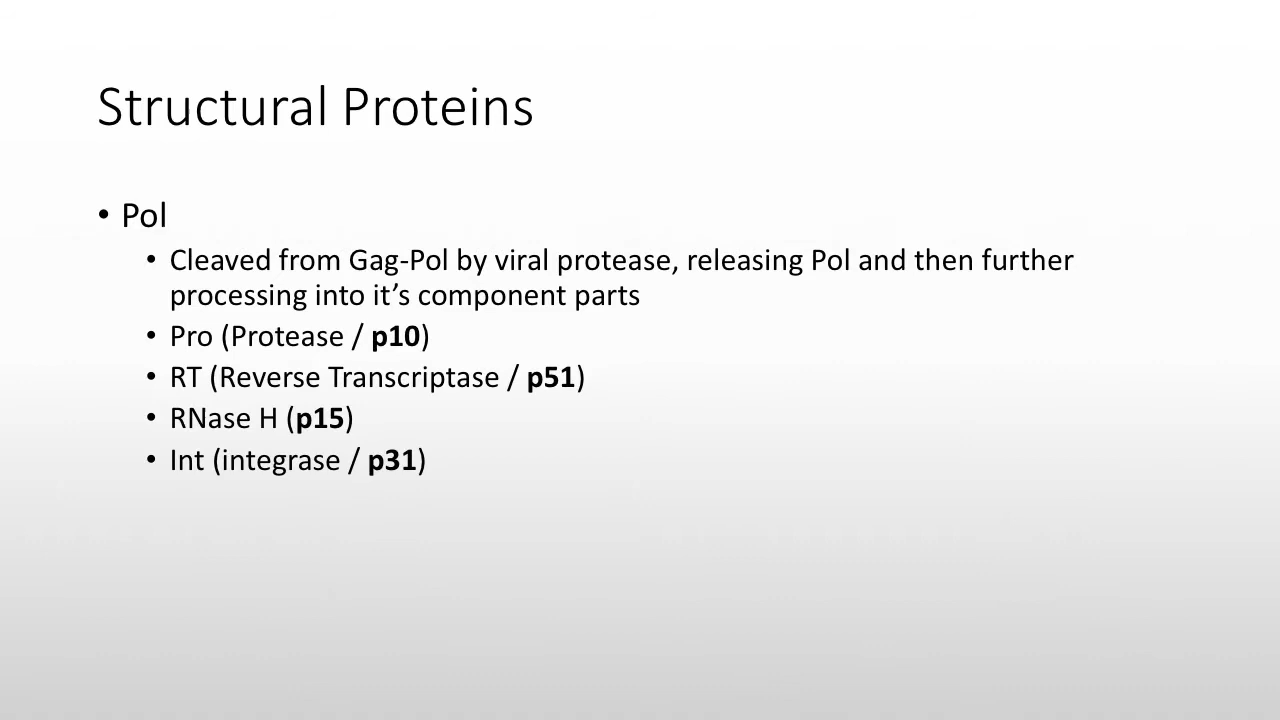 Structural Proteins
• Pol
• Cleaved from Gag-Pol by viral protease, releasing Pol and then further
processing into it’s component parts
• Pro (Protease / p10)
• RT (Reverse Transcriptase / p51)
• RNase H (p15)
• Int (integrase / p31)